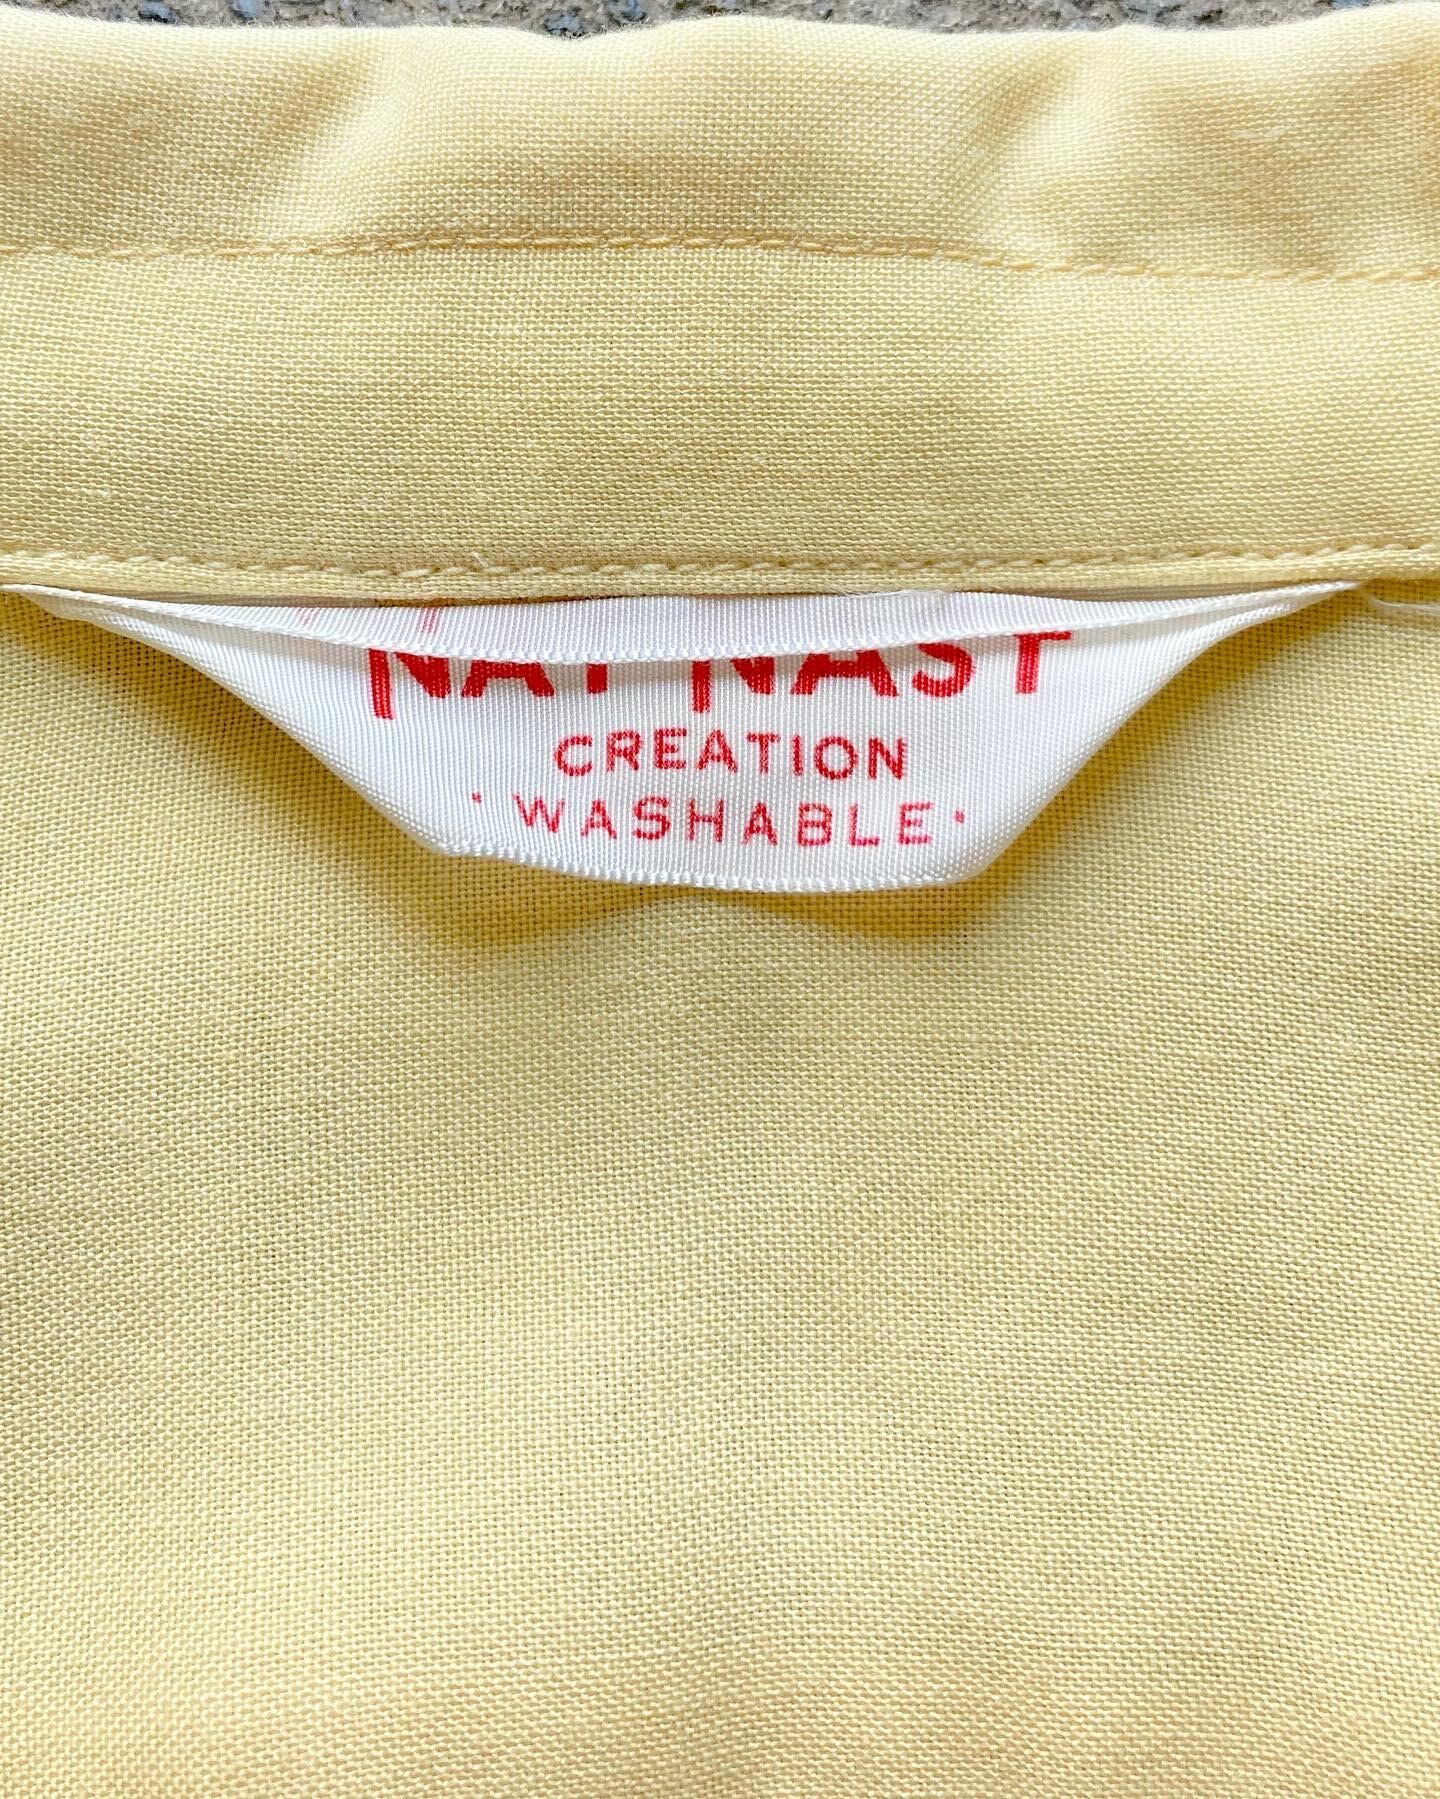 NAT NAST
CREATION
· WASHABLE ·